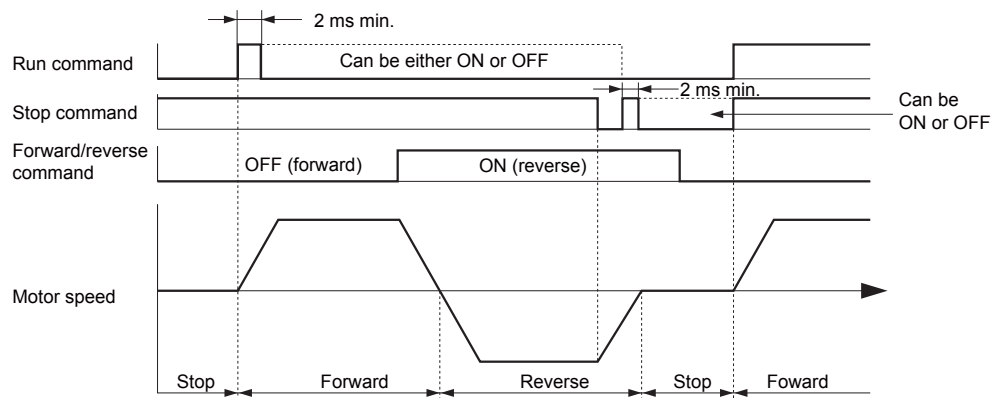 2 ms min.
Run command
Can be either ON or OFF
2 ms min.
Stop command
Can be
ON or OFF
Forward/reverse
command
OFF (forward)
ON (reverse)
Motor speed
Stop
Forward
Reverse
Stop
Foward